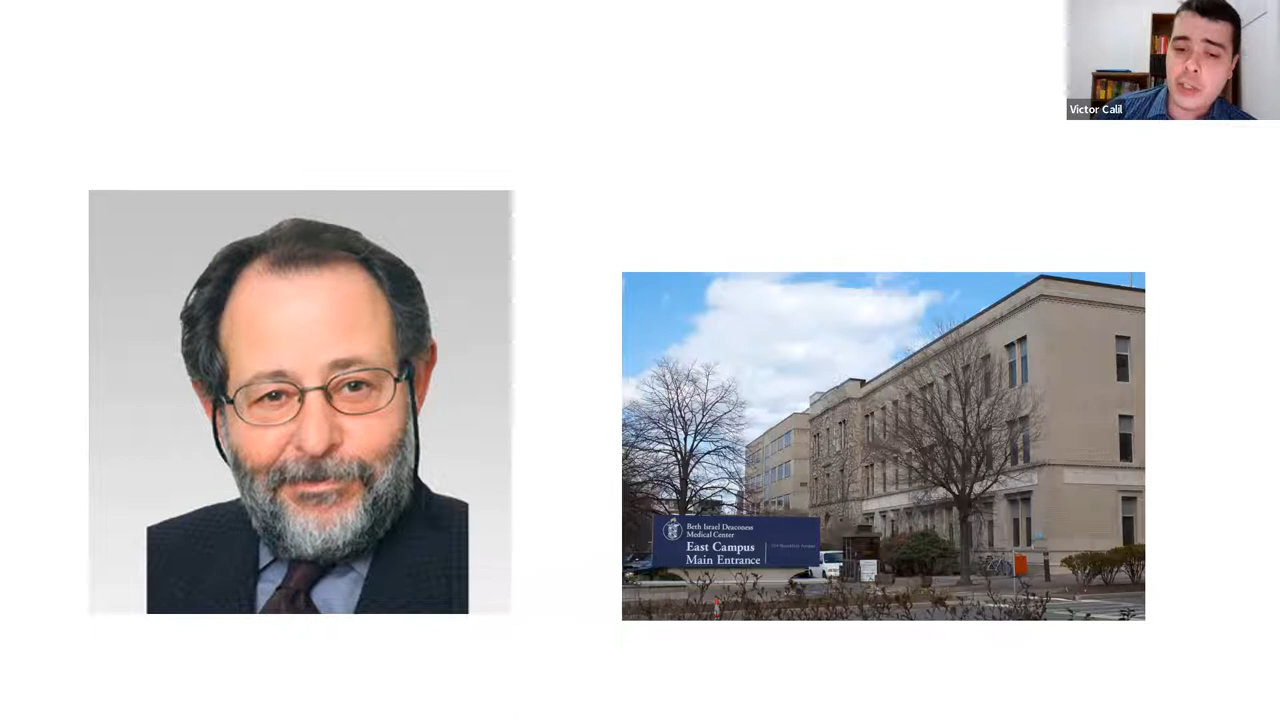 Victor Calil
Beth Israel Deaconess
Medical Center
East Campus
Main Entrance